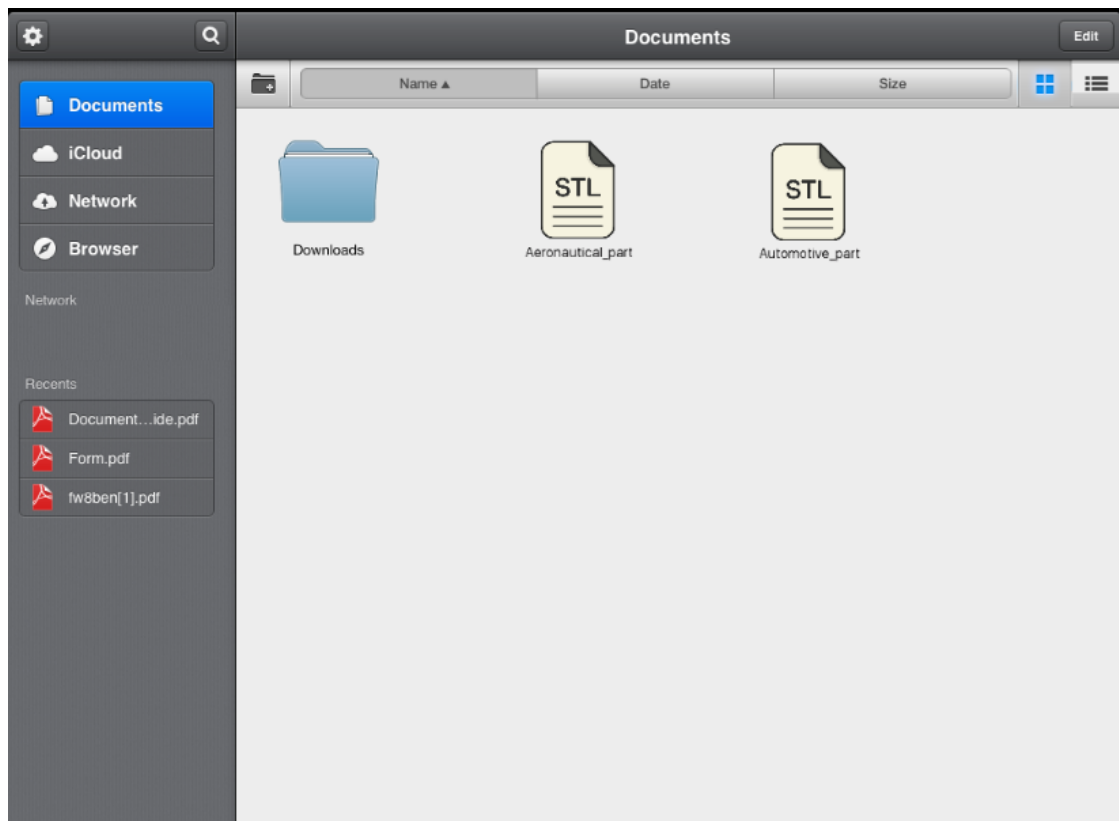 Documents
Edit
Name ▲
Date
Size
Documents
iCloud
Network
Browser
Network
Recents
Document...ide.pdf
Form.pdf
fw8ben[1].pdf
Downloads
STL
Aeronautical_part
STL
Automotive_part